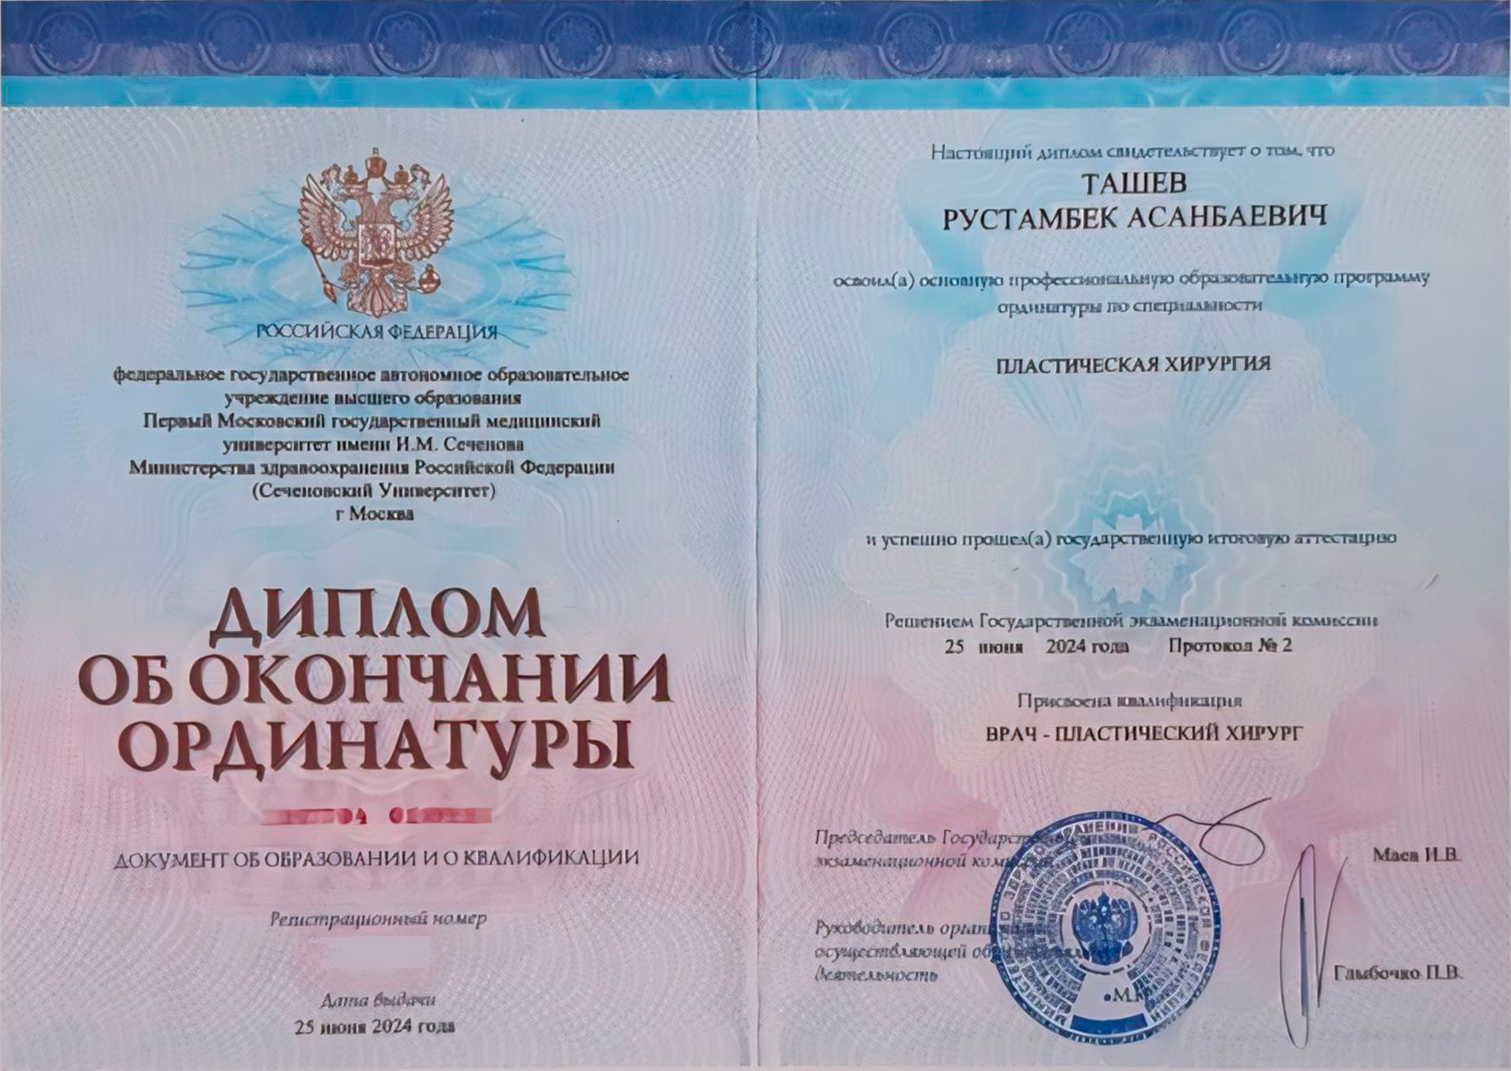 РОССИЙСКАЯ ФЕДЕРАЦИЯ
федеральное государственное автономное образовательное
учреждение высшего образования
Первый Московский государственный медицинский
университет имени И.М. Сеченова
Министерства здравоохранения Российской Федерации
(Сеченовский Университет)
г Москва
ДИПЛОМ
ОБ ОКОНЧАНИИ
ОРДИНАТУРЫ
ДОКУМЕНТ ОБ ОБРАЗОВАНИИ И О КВАЛИФИКАЦИИ
Регистрационный номер
Дата выдачи
25 июня 2024 года
Настоящий диплом свидетельствует о том, что
ТАШЕВ
РУСТАМБЕК АСАНБАЕВИЧ
освоил(а) основную профессиональную образовательную программу
ординатуры по специальности
ПЛАСТИЧЕСКАЯ ХИРУРГИЯ
и успешно прошел(а) государственную итоговую аттестацию
Решением Государственной экзаменационной комиссии
25 июня 2024 года Протокол № 2
Присвоена квалификация
ВРАЧ - ПЛАСТИЧЕСКИЙ ХИРУРГ
Председатель
экзаменационной
Маев И.В.
Руководитель
осуществляющей
деятельность
Глыбочко П.В.
М.П.